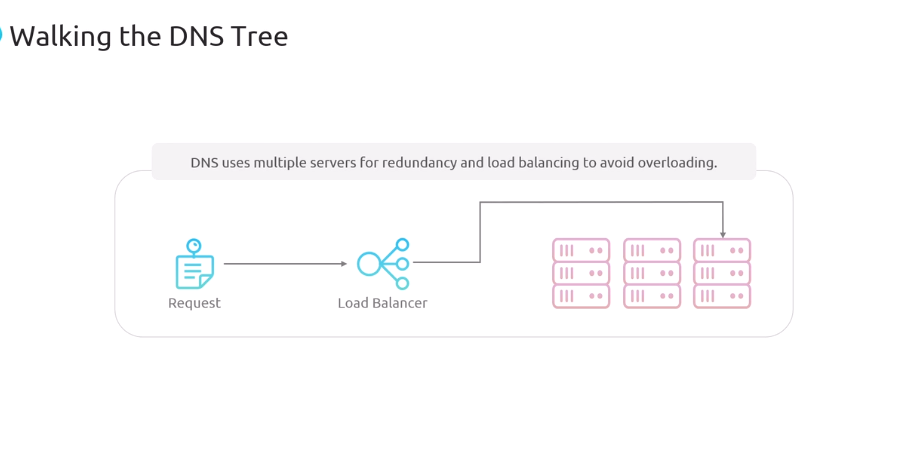 Walking the DNS Tree
DNS uses multiple servers for redundancy and load balancing to avoid overloading.
Request
Load Balancer